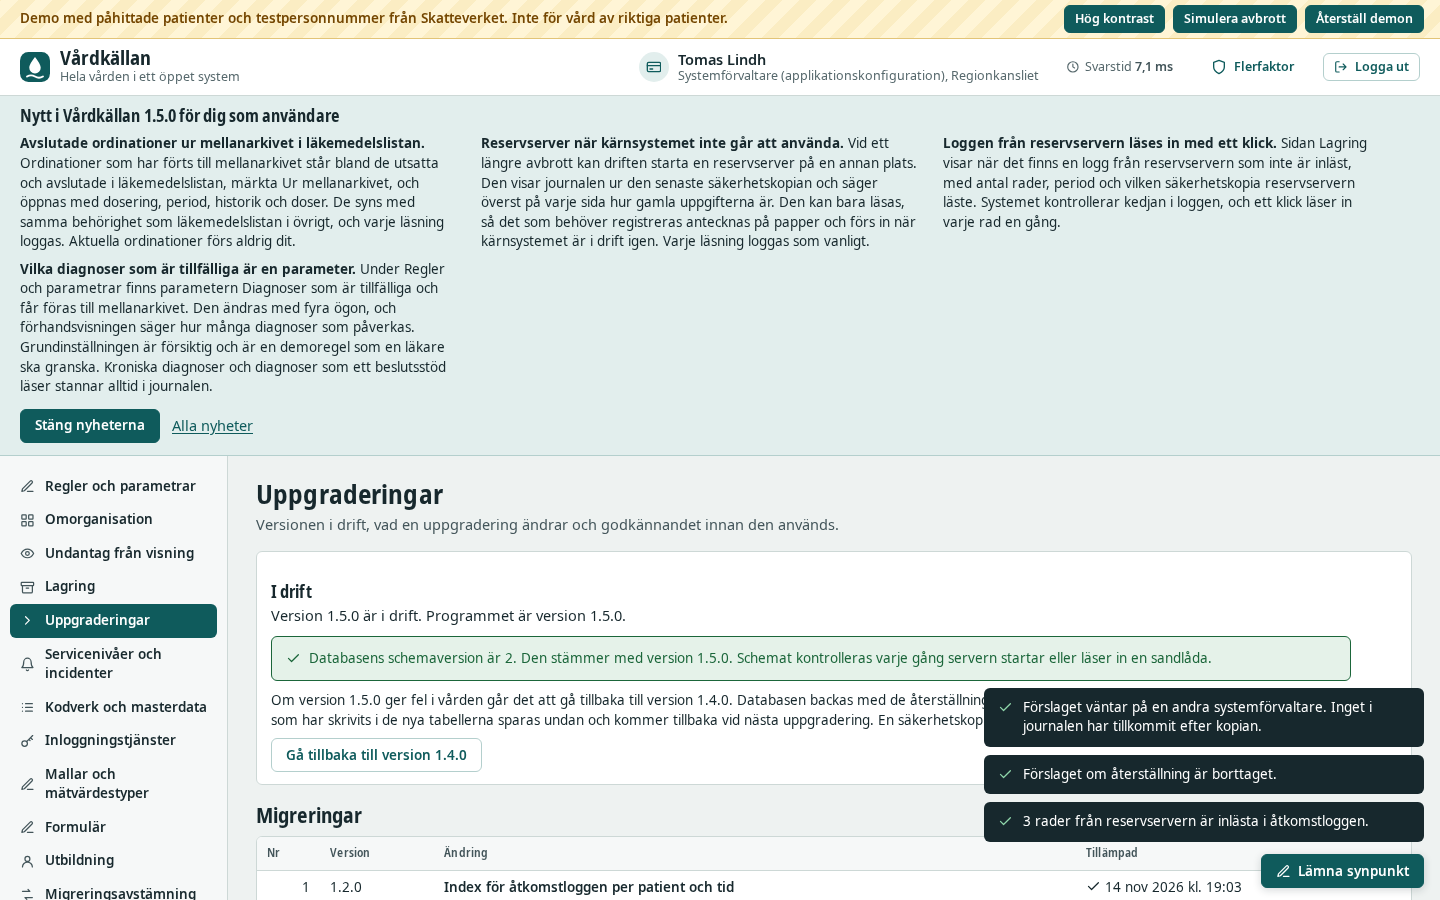 Demo med påhittade patienter och testpersonnummer från Skatteverket. Inte för vård av riktiga patienter.
Hög kontrast
Simulera avbrott
Återställ demon
Vårdkällan
Hela vården i ett öppet system
Tomas Lindh
Systemförvaltare (applikationskonfiguration), Regionkansliet
Svarstid 7,1 ms
Flerfaktor
Logga ut
Nytt i Vårdkällan 1.5.0 för dig som användare
Avslutade ordinationer ur mellanarkivet i läkemedelslistan.
Ordinationer som har förts till mellanarkivet står bland de utsatta
och avslutade i läkemedelslistan, märkta Ur mellanarkivet, och
öppnas med dosering, period, historik och doser. De syns med
samma behörighet som läkemedelslistan i övrigt, och varje läsning
loggas. Aktuella ordinationer förs aldrig dit.
Vilka diagnoser som är tillfälliga är en parameter. Under Regler
och parametrar finns parametern Diagnoser som är tillfälliga och
får föras till mellanarkivet. Den ändras med fyra ögon, och
förhandsvisningen säger hur många diagnoser som påverkas.
Grundinställningen är försiktig och är en demoregel som en läkare
ska granska. Kroniska diagnoser och diagnoser som ett beslutsstöd
läser stannar alltid i journalen.
Reservserver när kärnsystemet inte går att använda. Vid ett
längre avbrott kan driften starta en reservserver på en annan plats.
Den visar journalen ur den senaste säkerhetskopian och säger
överst på varje sida hur gamla uppgifterna är. Den kan bara läsas,
så det som behöver registreras antecknas på papper och förs in när
kärnsystemet är i drift igen. Varje läsning loggas som vanligt.
Loggen från reservservern läses in med ett klick. Sidan Lagring
visar när det finns en logg från reservservern som inte är inläst,
med antal rader, period och vilken säkerhetskopia reservservern
läste. Systemet kontrollerar kedjan i loggen, och ett klick läser in
varje rad en gång.
Stäng nyheterna
Alla nyheter
Regler och parametrar
Omorganisation
Undantag från visning
Lagring
Uppgraderingar
Servicenivåer och
incidenter
Kodverk och masterdata
Inloggningstjänster
Mallar och
mätvärdestyper
Formulär
Utbildning
Migreringsavstämning
Uppgraderingar
Versionen i drift, vad en uppgradering ändrar och godkännandet innan den används.
I drift
Version 1.5.0 är i drift. Programmet är version 1.5.0.
Databasens schemaversion är 2. Den stämmer med version 1.5.0. Schemat kontrolleras varje gång servern startar eller läser in en sandlåda.
Om version 1.5.0 ger fel i vården går det att gå tillbaka till version 1.4.0. Databasen backas med de återställning
som har skrivits i de nya tabellerna sparas undan och kommer tillbaka vid nästa uppgradering. En säkerhetskop
Gå tillbaka till version 1.4.0
Migreringar
Nr
Version
Ändring
Tillämpad
1
1.2.0
Index för åtkomstloggen per patient och tid
14 nov 2026 kl. 19:03
Förslaget väntar på en andra systemförvaltare. Inget i
journalen har tillkommit efter kopian.
Förslaget om återställning är borttaget.
3 rader från reservservern är inlästa i åtkomstloggen.
Lämna synpunkt